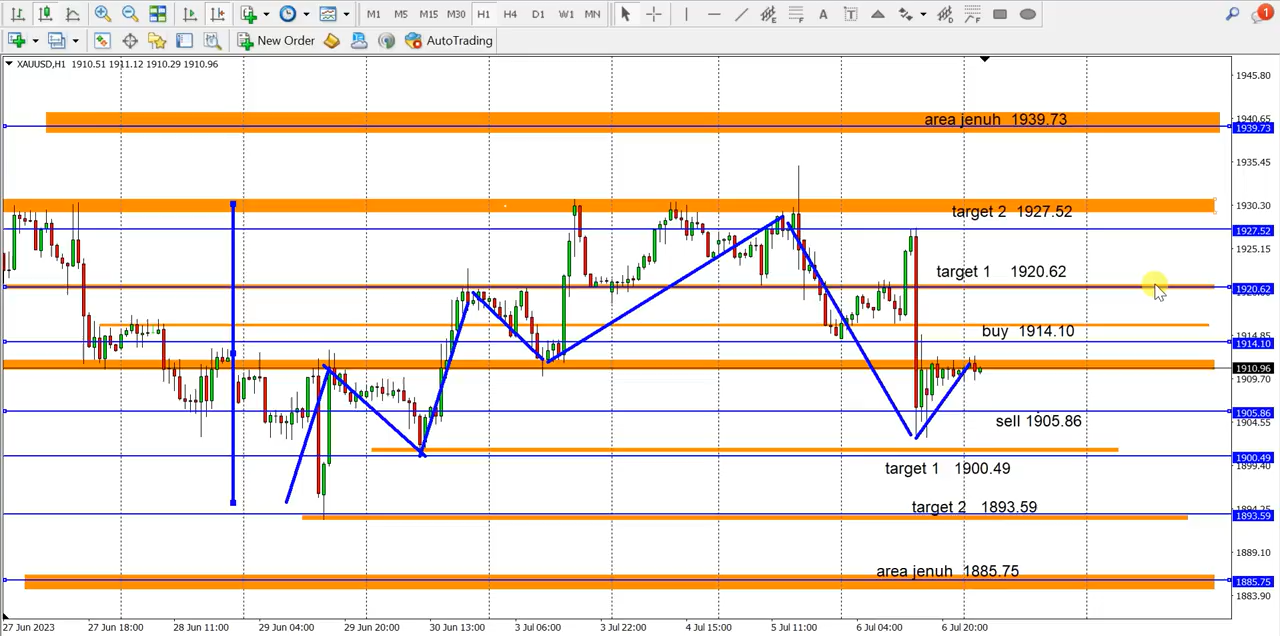 M1 M5 M15 M30 H1 H4 D1 W1 MN A T 1
New Order AutoTrading
XAUUSD,H1 1910.51 1911.12 1910.29 1910.96
1945.80
area jenuh 1939.73
1940.65
1939.73
1935.45
target 2 1927.52
1930.30
1927.52
1925.15
target 1 1920.62
1920.62
buy 1914.10
1914.85
1914.10
1910.96
1909.70
1905.86
sell 1905.86
1904.55
1900.49
target 1 1900.49
1899.40
target 2 1893.59
1893.59
1889.10
area jenuh 1885.75
1885.75
1883.90
27 Jun 2023 27 Jun 18:00 28 Jun 11:00 29 Jun 04:00 29 Jun 20:00 30 Jun 13:00 3 Jul 06:00 3 Jul 22:00 4 Jul 15:00 5 Jul 11:00 6 Jul 04:00 6 Jul 20:00